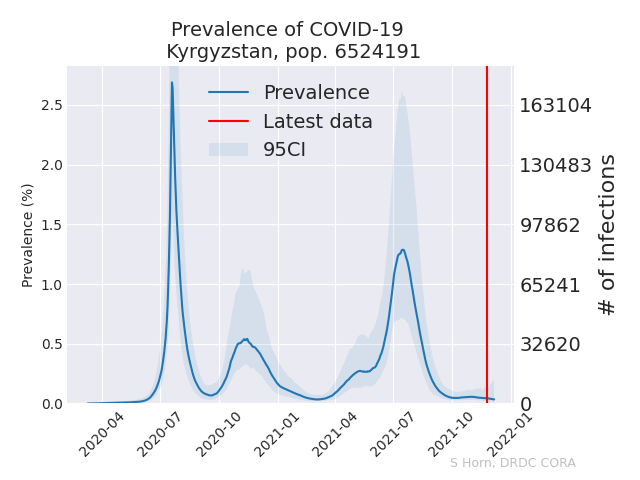 Prevalence of COVID-19
Kyrgyzstan, pop. 6524191
Prevalence
Latest data
95CI
Prevalence (%)
2.5
2.0
1.5
1.0
0.5
0.0
163104
130483
97862
65241
32620
0
# of infections
2020-04
2020-07
2020-10
2021-01
2021-04
2021-07
2021-10
2022-01
S Horn, DRDC CORA